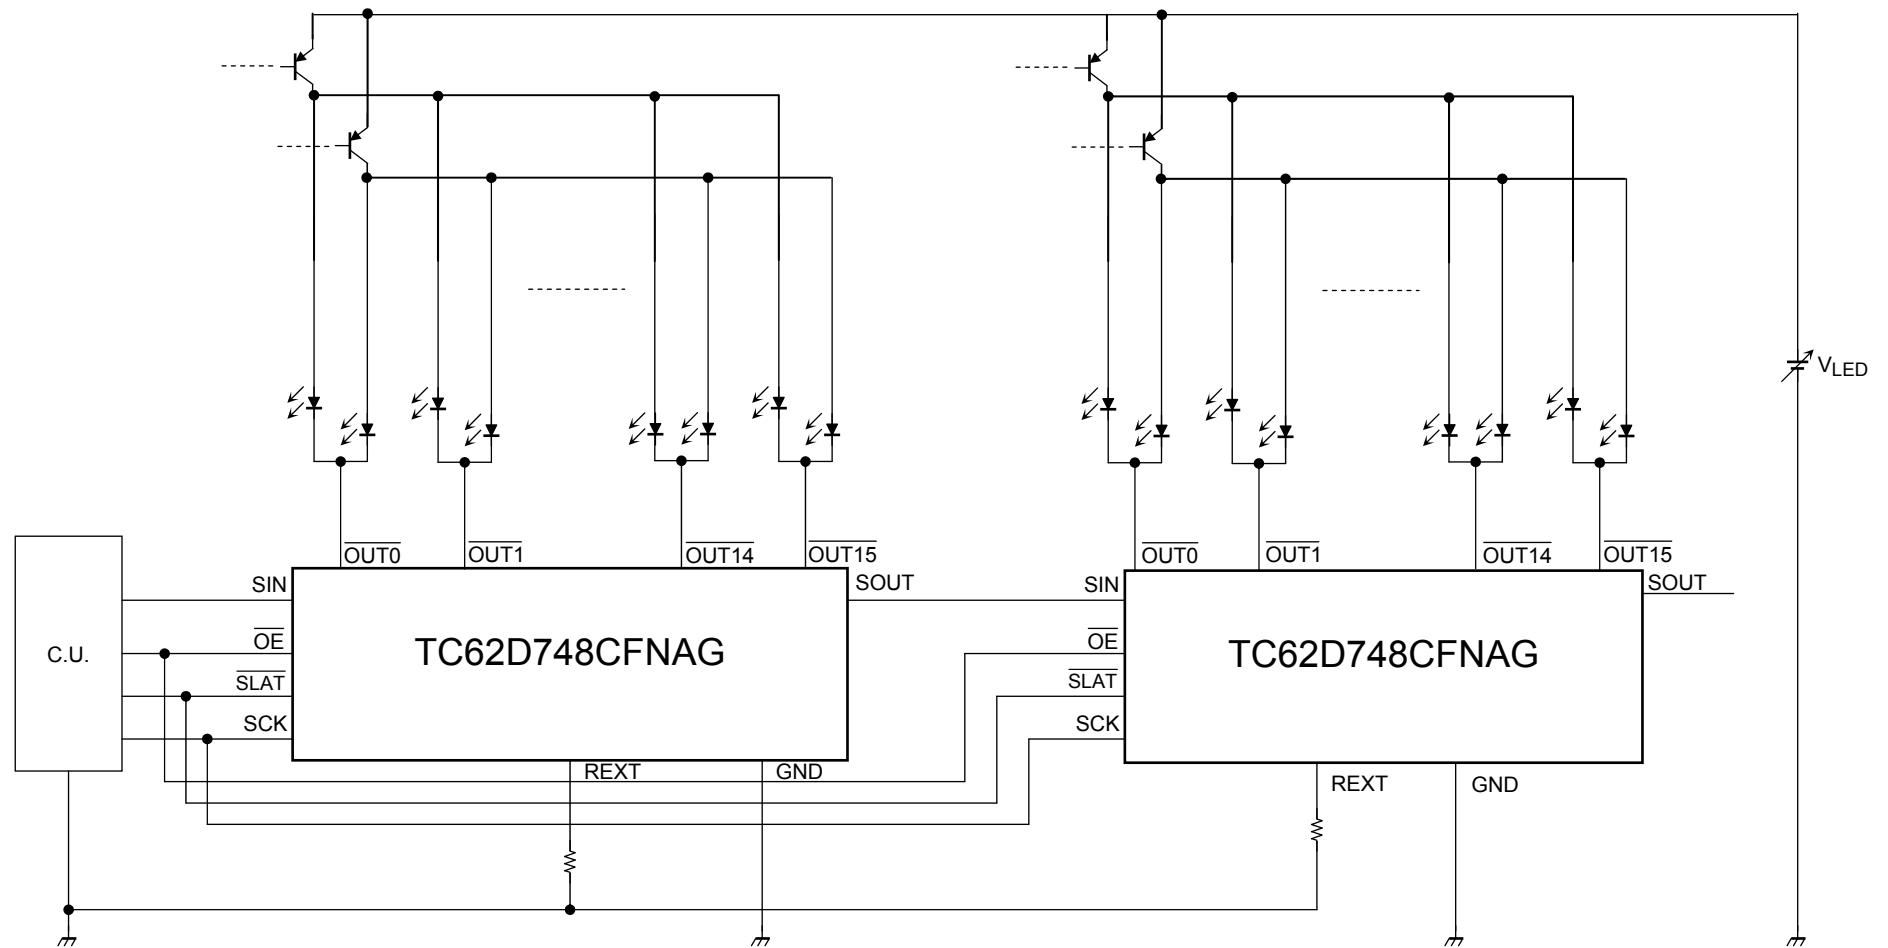 VLED
OUT0
OUT1
OUT14
OUT15
OUT0
OUT1
OUT14
OUT15
SIN
SOUT
SIN
SOUT
C.U.
OE
TC62D748CFNAG
OE
TC62D748CFNAG
SLAT
SLAT
SCK
SCK
REXT
GND
REXT
GND